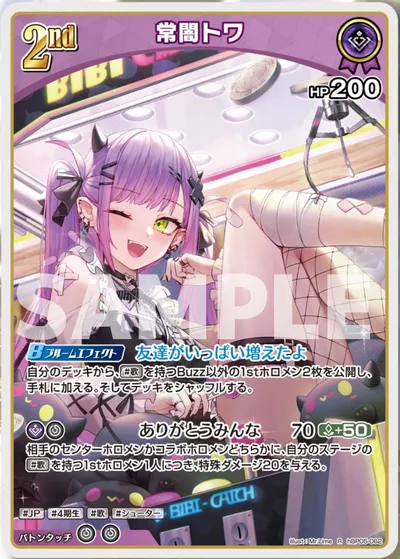 2nd
常闇トワ
HP200
BIBI
SAMPLE
Bブルームエフェクト 友達がいっぱい増えたよ
自分のデッキから、#歌を持つBuzz以外の1stホロメン2枚を公開し、
手札に加える。そしてデッキをシャッフルする。
ありがとうみんな 70 +50
相手のセンターホロメンかコラボホロメンどちらかに、自分のステージの
#歌を持つ1stホロメン1人につき、特殊ダメージ20を与える。
BIBI-CATCH
#JP #4期生 #歌 #シューター
バトンタッチ
Illust：Mr.Lime R hBP05-062